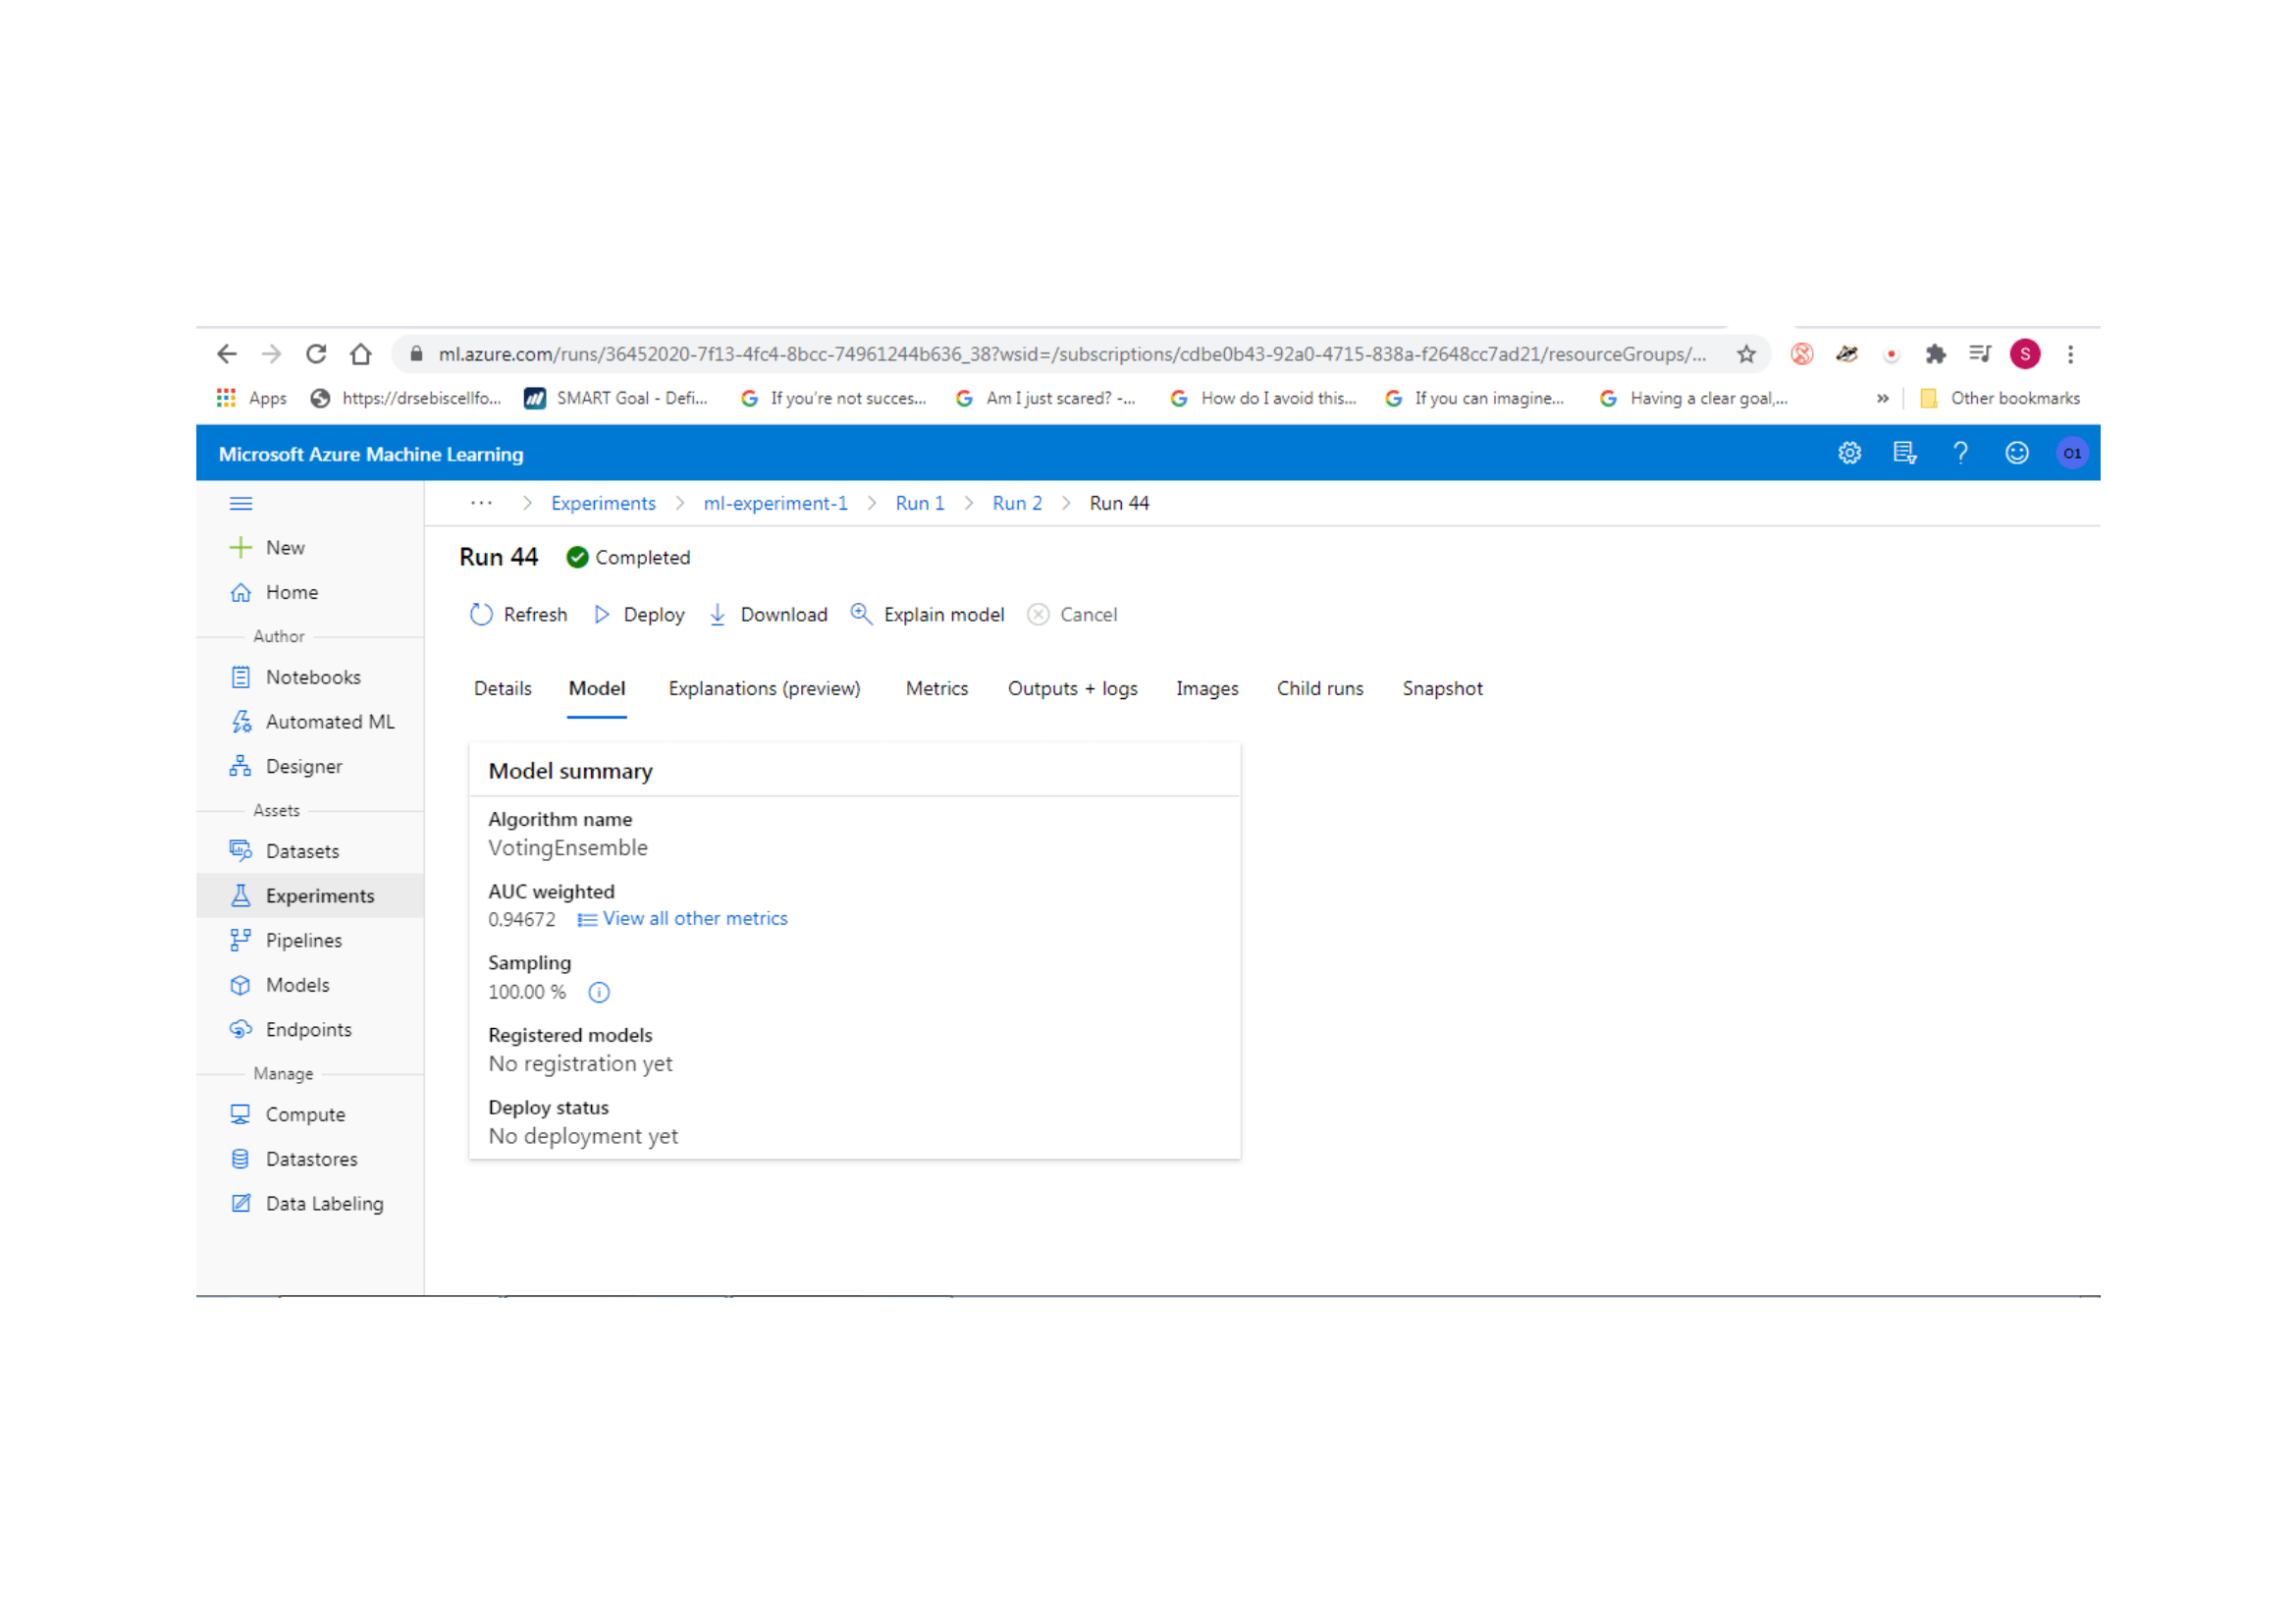 ml.azure.com/runs/36452020-7f13-4fc4-8bcc-74961244b636_38?wsid=/subscriptions/cdbe0b43-92a0-4715-838a-f2648cc7ad21/resourceGroups/... S
Apps https://drsebiscellfo... SMART Goal - Defi... If you're not succes... Am I just scared? -... How do I avoid this... If you can imagine... Having a clear goal,... » Other bookmarks
Microsoft Azure Machine Learning ? O1
... > Experiments > ml-experiment-1 > Run 1 > Run 2 > Run 44
New
Home
Author
Notebooks
Automated ML
Designer
Assets
Datasets
Experiments
Pipelines
Models
Endpoints
Manage
Compute
Datastores
Data Labeling
Run 44 Completed
Refresh Deploy Download Explain model Cancel
Details Model Explanations (preview) Metrics Outputs + logs Images Child runs Snapshot
Model summary
Algorithm name
VotingEnsemble
AUC weighted
0.94672 View all other metrics
Sampling
100.00 %
Registered models
No registration yet
Deploy status
No deployment yet